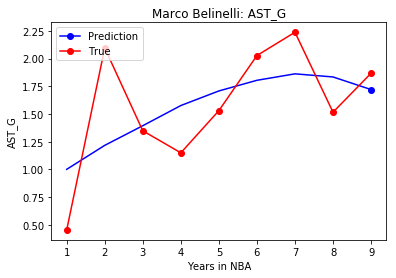 Marco Belinelli: AST_G
Prediction
True
2.25
2.00
1.75
1.50
1.25
1.00
0.75
0.50
AST_G
1 2 3 4 5 6 7 8 9
Years in NBA